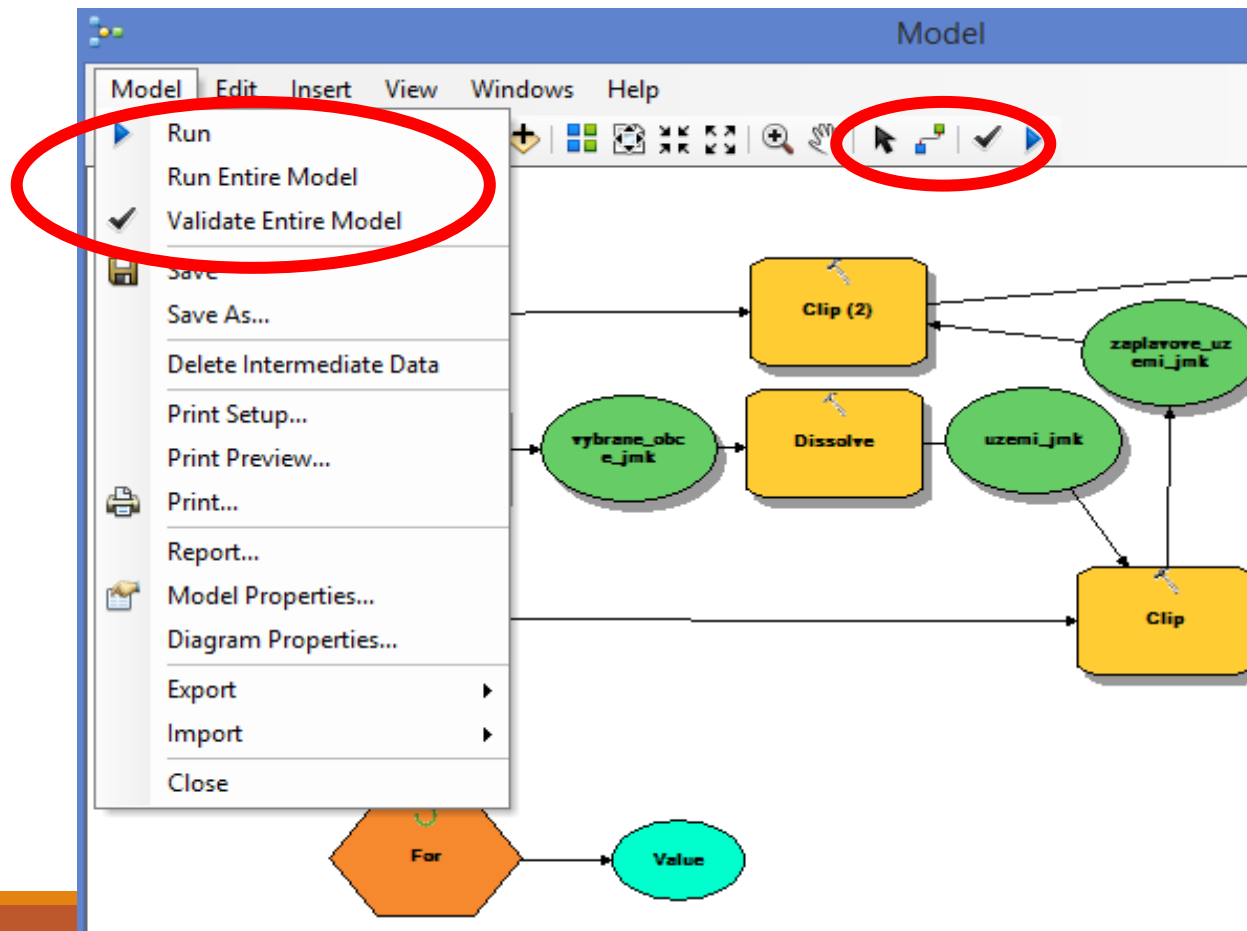 Model
Model Edit Insert View Windows Help
Run
Run Entire Model
Validate Entire Model
Save
Save As...
Delete Intermediate Data
Print Setup...
Print Preview...
Print...
Report...
Model Properties...
Diagram Properties...
Export
Import
Close
Clip (2)
zaplavove_uz
emi_jmk
vybrane_obc
e_jmk
Dissolve
uzemi_jmk
Clip
For
Value